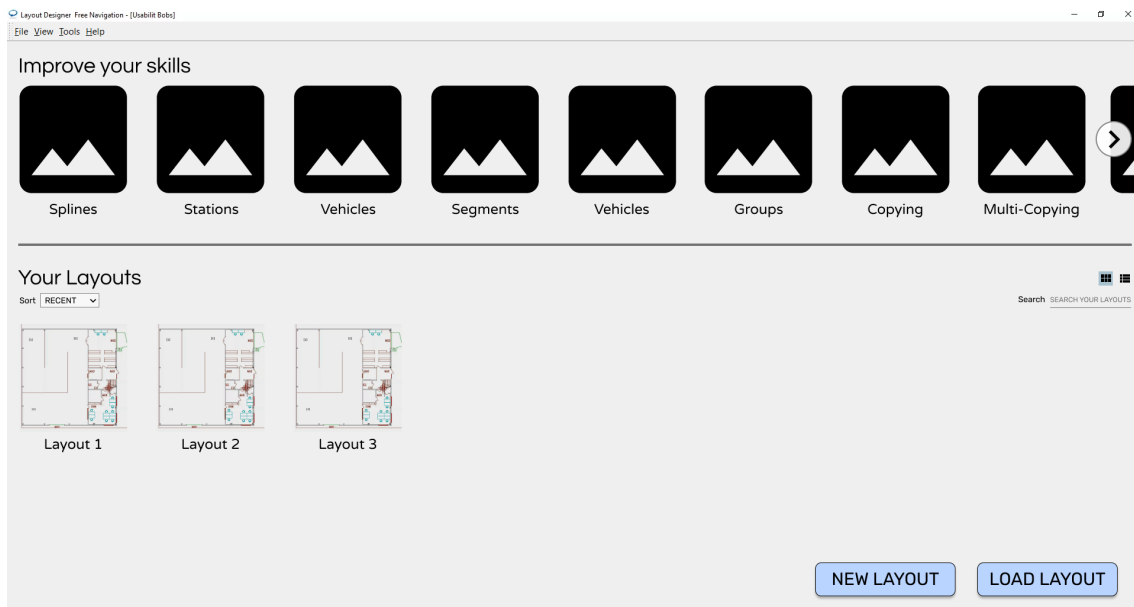 Layout Designer Free Navigation - [Usabilit Bobs]
File View Tools Help
Improve your skills
Splines Stations Vehicles Segments Vehicles Groups Copying Multi-Copying
Your Layouts
Sort RECENT Search SEARCH YOUR LAYOUTS
Layout 1 Layout 2 Layout 3
NEW LAYOUT LOAD LAYOUT